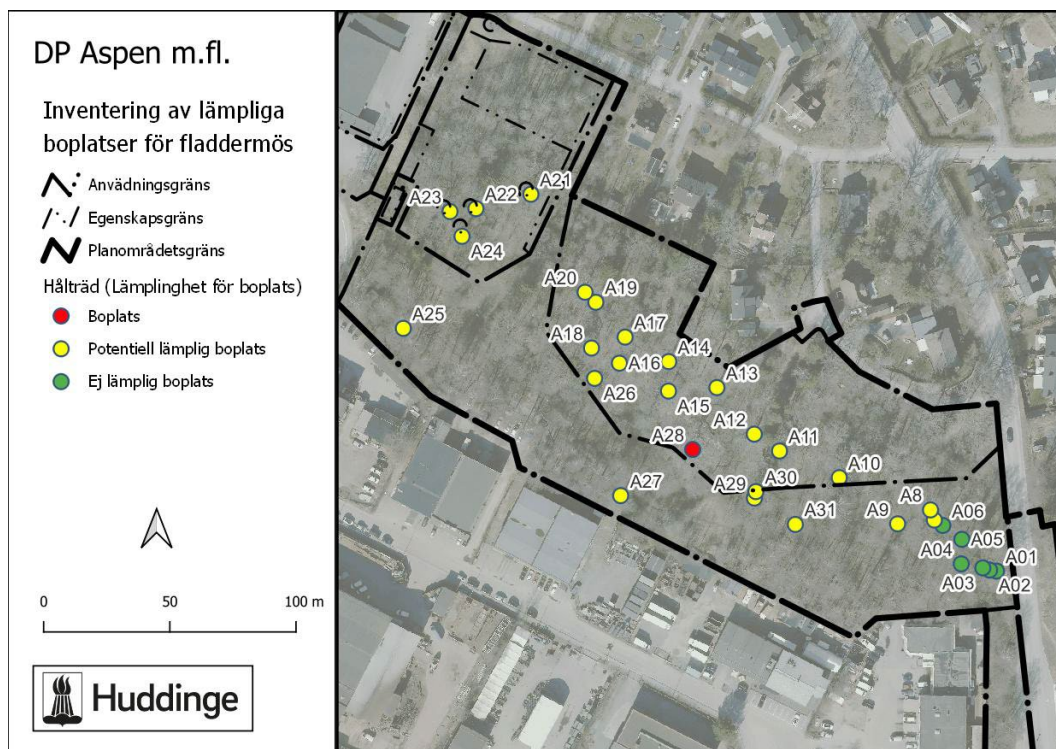 DP Aspen m.fl.
Inventering av lämpliga
boplatser för fladdermös
Anvädningsgräns
Egenskapsgräns
Planområdetsgräns
Hålträd (Lämplinghet för boplats)
Boplats
Potentiell lämplig boplats
Ej lämplig boplats
0 50 100 m
Huddinge
A21
A22
A23
A24
A20
A19
A25
A17
A18
A14
A16
A13
A26
A15
A12
A28
A11
A10
A30
A29
A27
A8
A31
A9
A06
A05
A04
A01
A03
A02